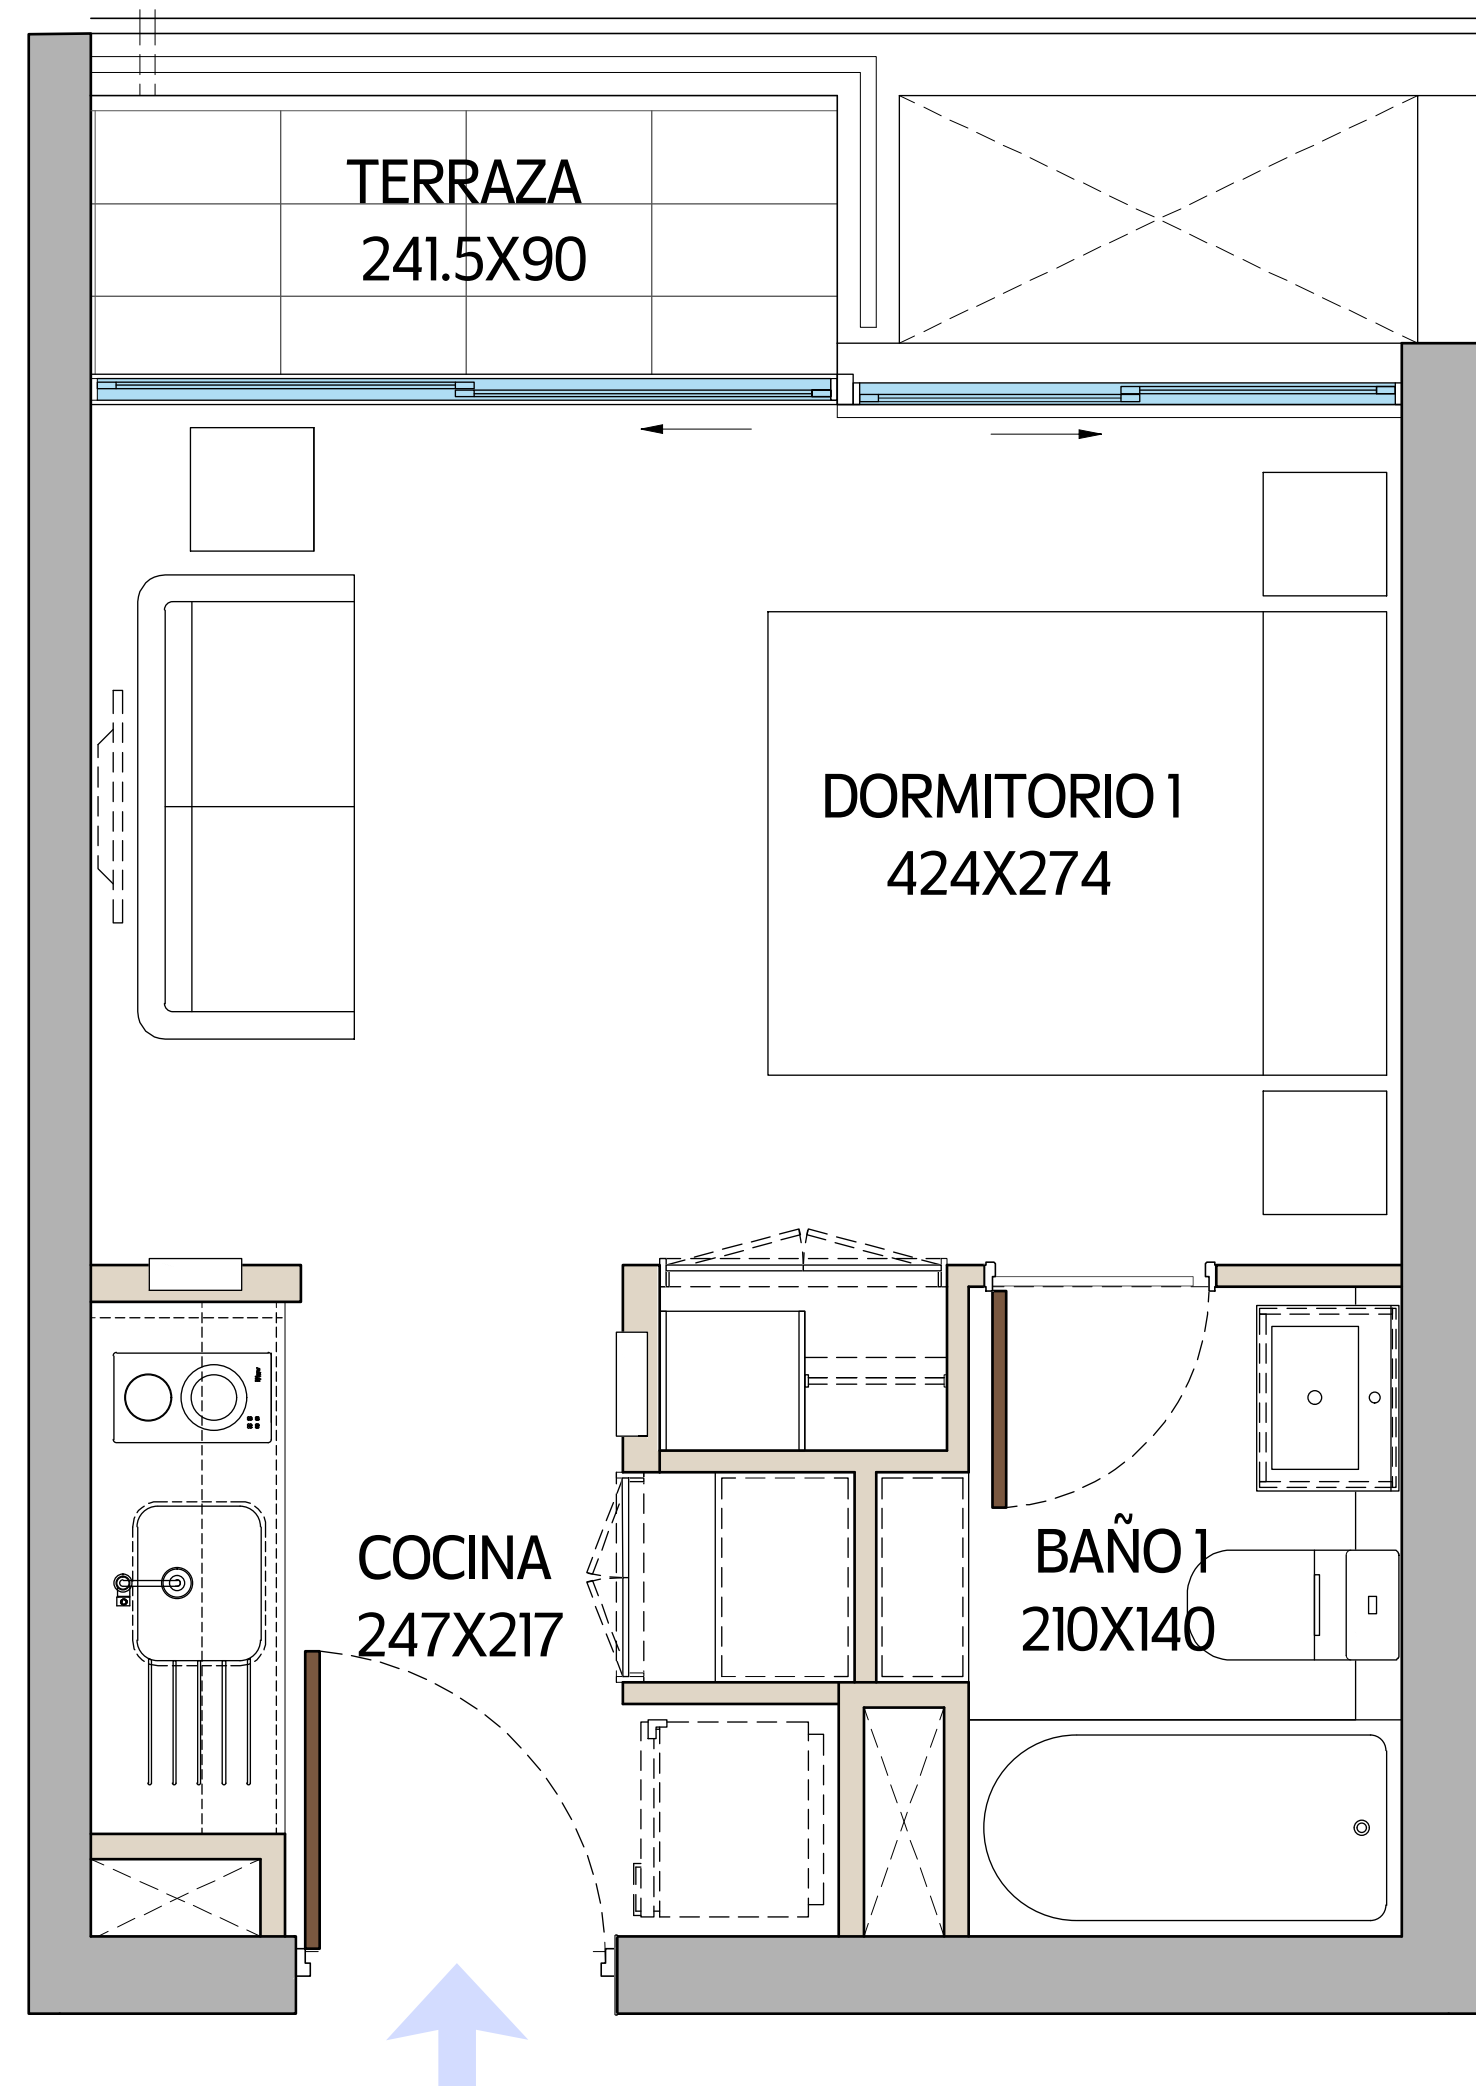 TERRAZA
241.5X90
DORMITORIO 1
424X274
COCINA
247X217
BAÑO 1
210X140